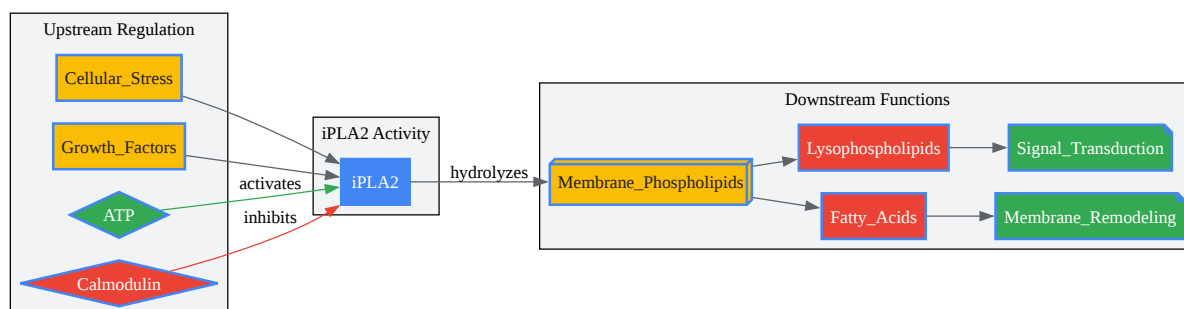 Upstream Regulation
Cellular_Stress
Growth_Factors
ATP
Calmodulin
activates
inhibits
iPLA2 Activity
iPLA2
hydrolyzes
Downstream Functions
Membrane_Phospholipids
Lysophospholipids
Signal_Transduction
Fatty_Acids
Membrane_Remodeling